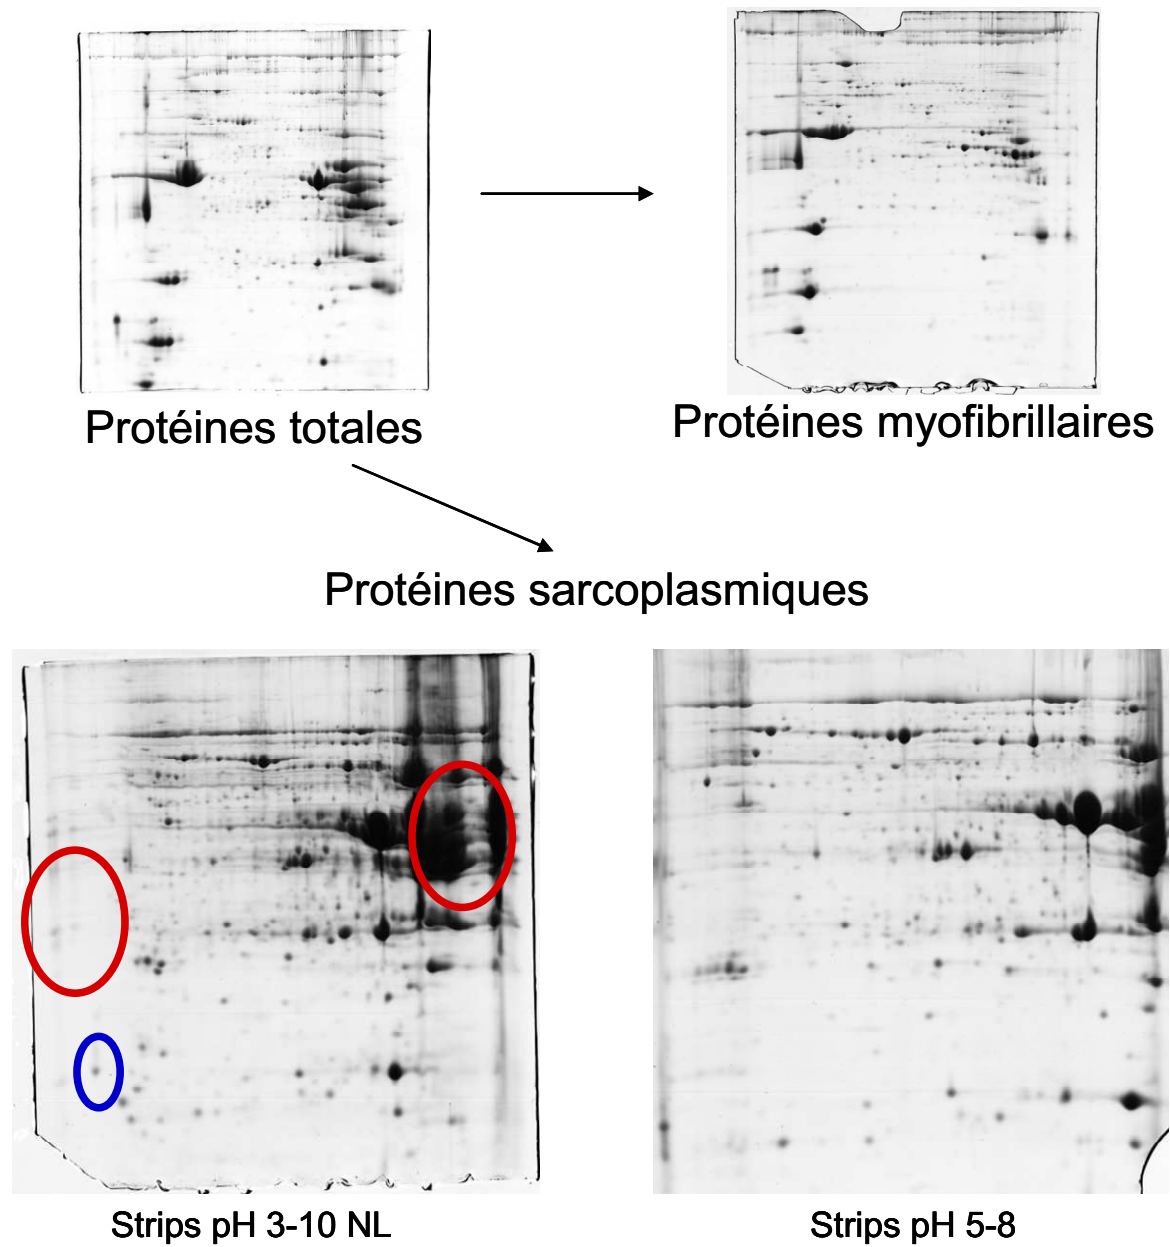 Protéines totales
Protéines myofibrillaires
Protéines sarcoplasmiques
Strips pH 3-10 NL
Strips pH 5-8